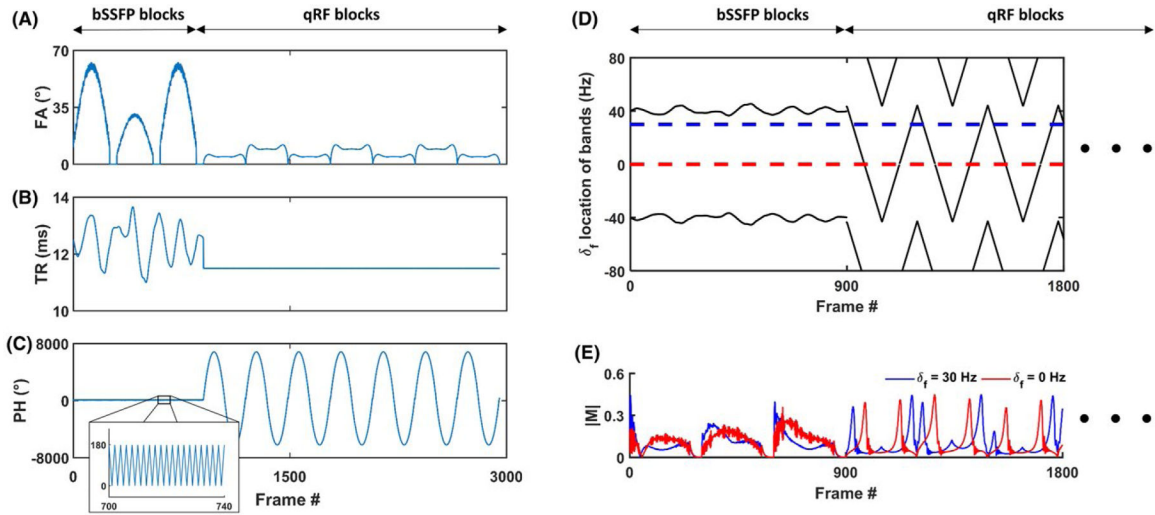 bSSFP blocks
qRF blocks
(A)
FA (°)
70
35
0
(B)
TR (ms)
14
12
10
(C)
PH (°)
8000
0
-8000
180
0
700
740
0
1500
3000
Frame #
bSSFP blocks
qRF blocks
(D)
δf location of bands (Hz)
80
40
0
-40
-80
0
900
1800
Frame #
(E)
|M|
0.6
0.3
0
δf = 30 Hz
δf = 0 Hz
0
900
1800
Frame #